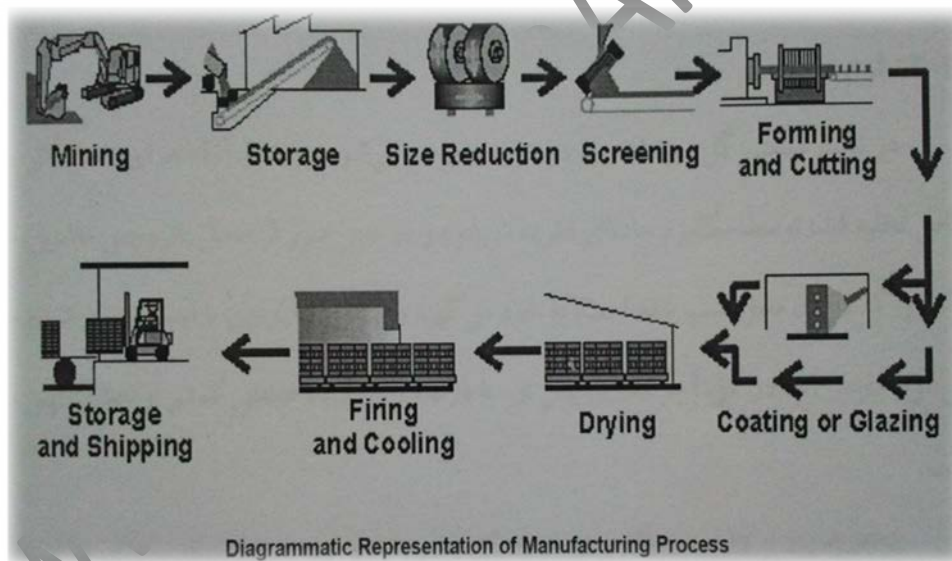 Mining
Storage
Size Reduction
Screening
Forming
and Cutting
Storage
and Shipping
Firing
and Cooling
Drying
Coating or Glazing
Diagrammatic Representation of Manufacturing Process